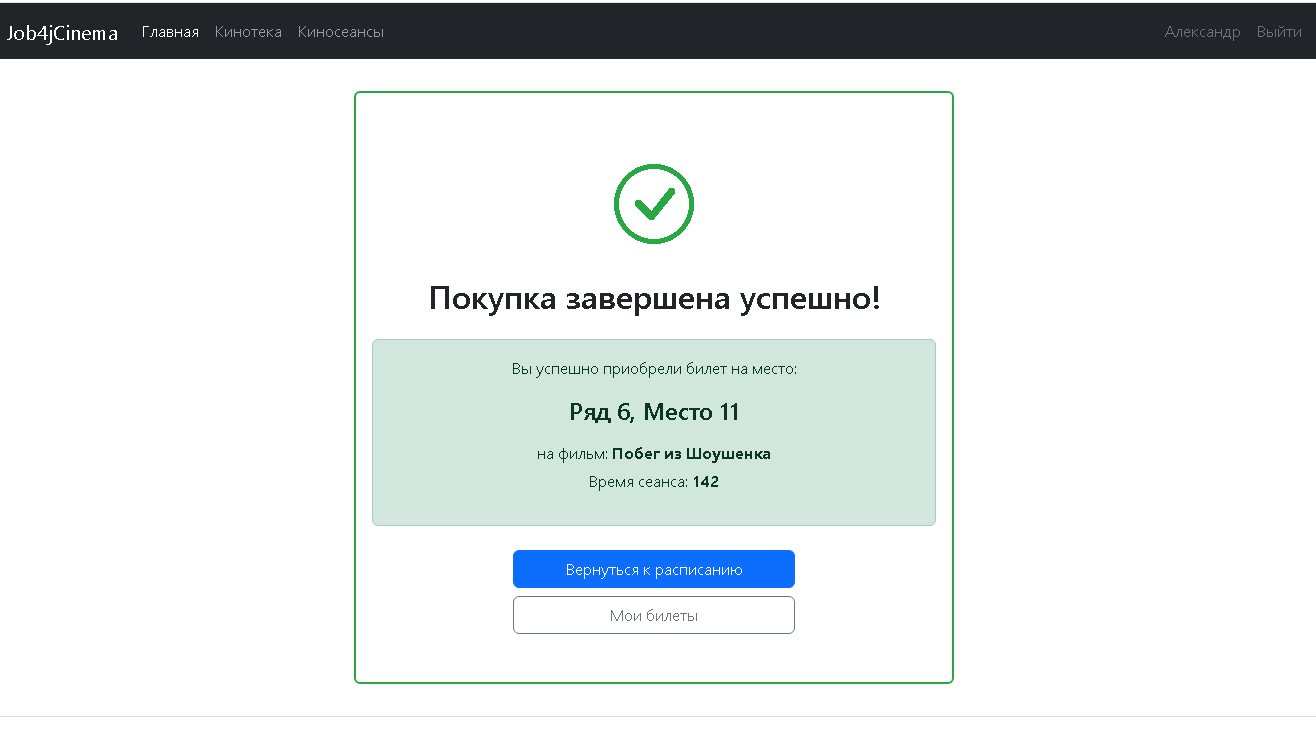 Job4jCinema Главная Кинотека Киносеансы Александр Выйти
Покупка завершена успешно!
Вы успешно приобрели билет на место:
Ряд 6, Место 11
на фильм: Побег из Шоушенка
Время сеанса: 142
Вернуться к расписанию
Мои билеты